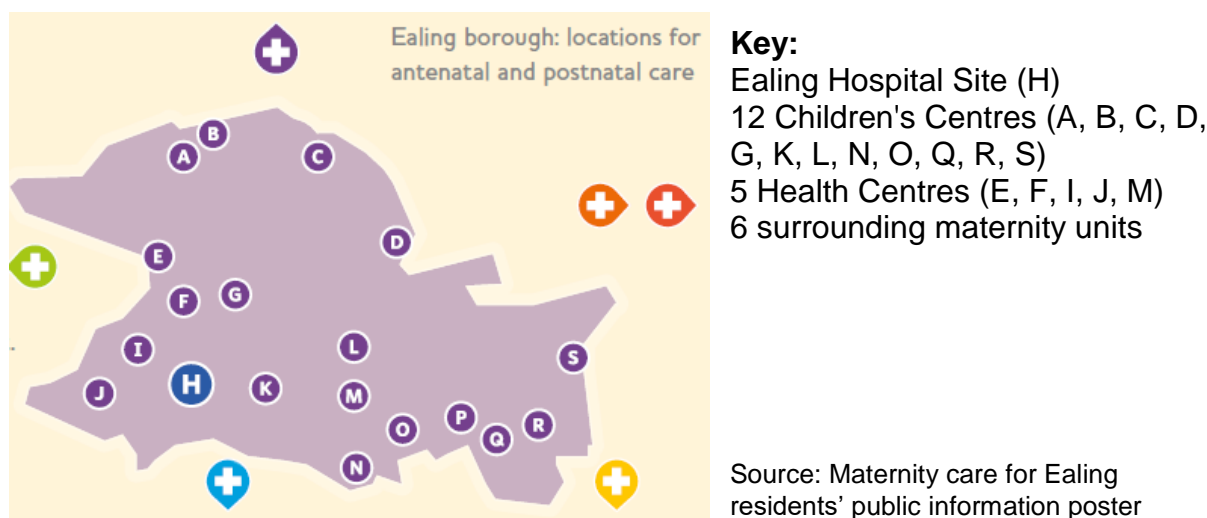 Ealing borough: locations for
antenatal and postnatal care
B
A
C
D
E
F
G
I
L
S
J
H
K
M
O
P
Q
R
N
Key:
Ealing Hospital Site (H)
12 Children's Centres (A, B, C, D,
G, K, L, N, O, Q, R, S)
5 Health Centres (E, F, I, J, M)
6 surrounding maternity units
Source: Maternity care for Ealing
residents’ public information poster